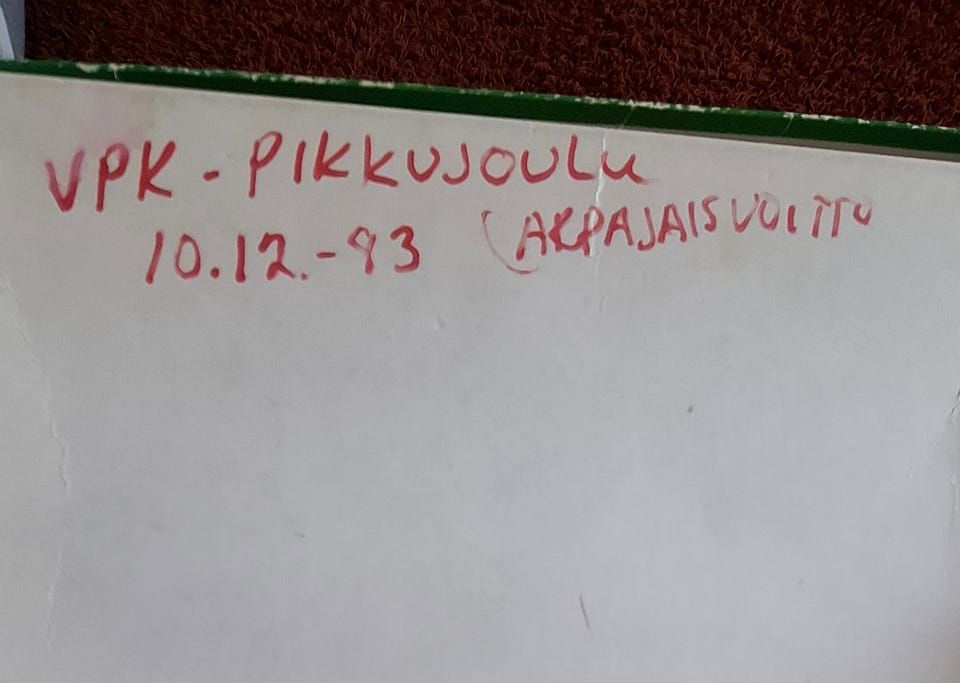 VPK - PIKKUJOULU
10.12.-93 (ARPAJAISVOITTO